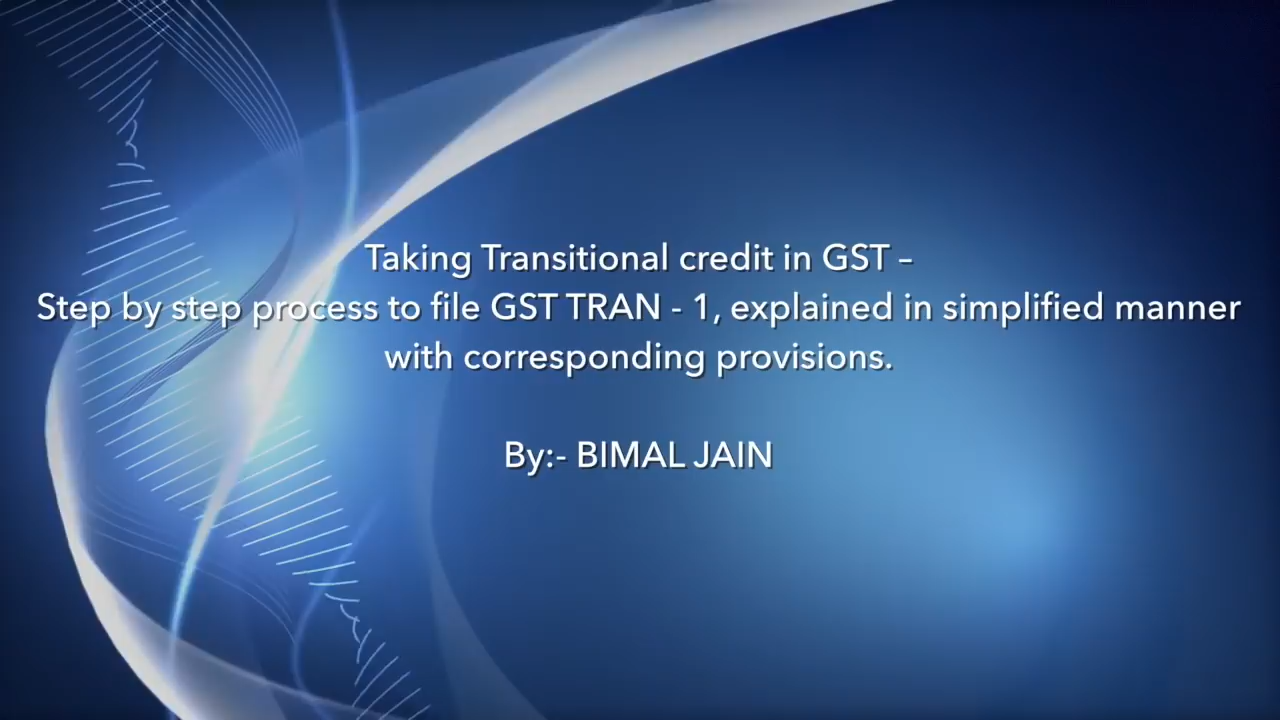 Taking Transitional credit in GST –
Step by step process to file GST TRAN - 1, explained in simplified manner
with corresponding provisions.
By:- BIMAL JAIN